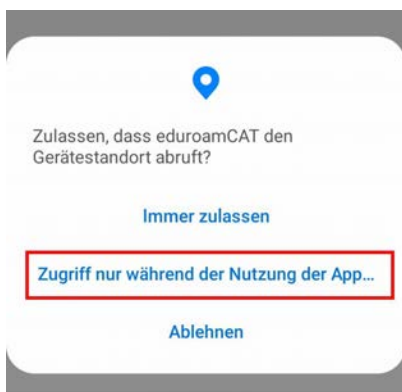 Zulassen, dass eduroamCAT den
Gerätestandort abruft?
Immer zulassen
Zugriff nur während der Nutzung der App...
Ablehnen